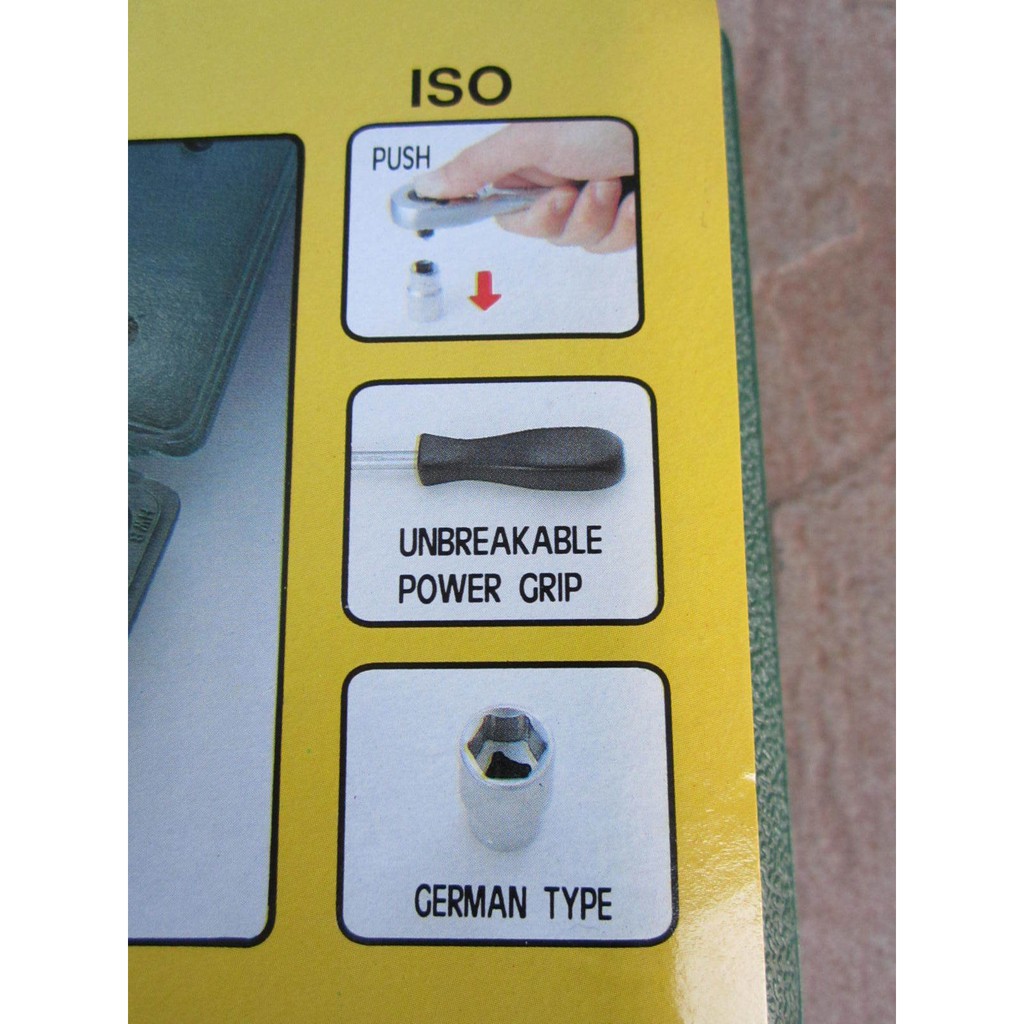 ISO
PUSH
UNBREAKABLE
POWER GRIP
GERMAN TYPE